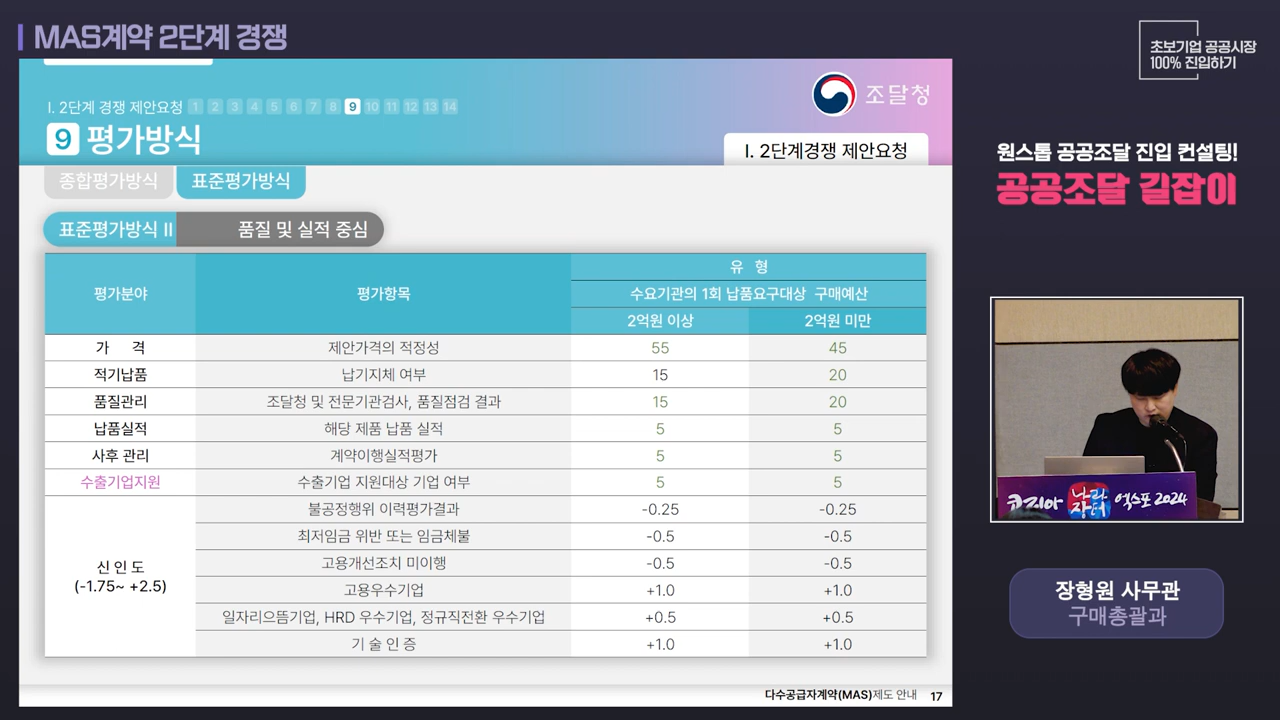 MAS계약 2단계 경쟁
초보기업 공공시장
100% 진입하기
I. 2단계 경쟁 제안요청 1 2 3 4 5 6 7 8 9 10 11 12 13 14
조달청
9 평가방식
I. 2단계경쟁 제안요청
원스톱 공공조달 진입 컨설팅!
공공조달 길잡이
종합평가방식 표준평가방식
표준평가방식 II 품질 및 실적 중심
평가분야 평가항목 유 형
수요기관의 1회 납품요구대상 구매예산
2억원 이상 2억원 미만
가 격 제안가격의 적정성 55 45
적기납품 납기지체 여부 15 20
품질관리 조달청 및 전문기관검사, 품질점검 결과 15 20
납품실적 해당 제품 납품 실적 5 5
사후 관리 계약이행실적평가 5 5
수출기업지원 수출기업 지원대상 기업 여부 5 5
신 인 도
(-1.75~ +2.5)
불공정행위 이력평가결과 -0.25 -0.25
최저임금 위반 또는 임금체불 -0.5 -0.5
고용개선조치 미이행 -0.5 -0.5
고용우수기업 +1.0 +1.0
일자리으뜸기업, HRD 우수기업, 정규직전환 우수기업 +0.5 +0.5
기 술 인 증 +1.0 +1.0
코리아 나라장터 엑스포 2024
장형원 사무관
구매총괄과
다수공급자계약(MAS)제도 안내 17